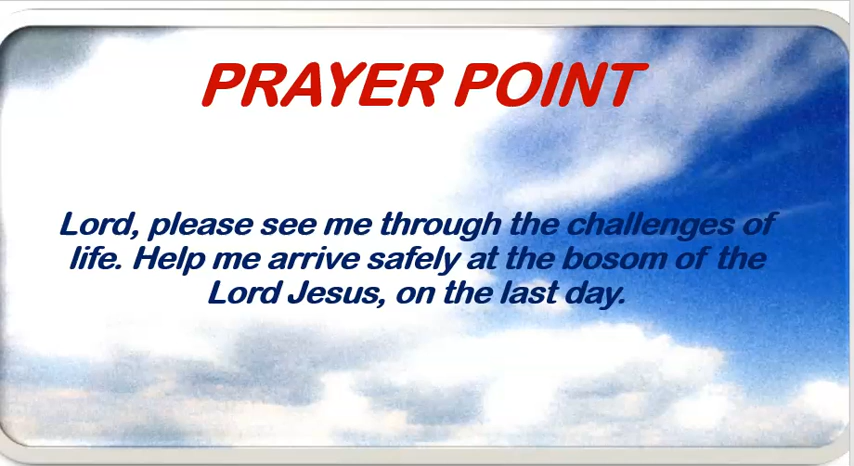 PRAYER POINT
Lord, please see me through the challenges of
life. Help me arrive safely at the bosom of the
Lord Jesus, on the last day.